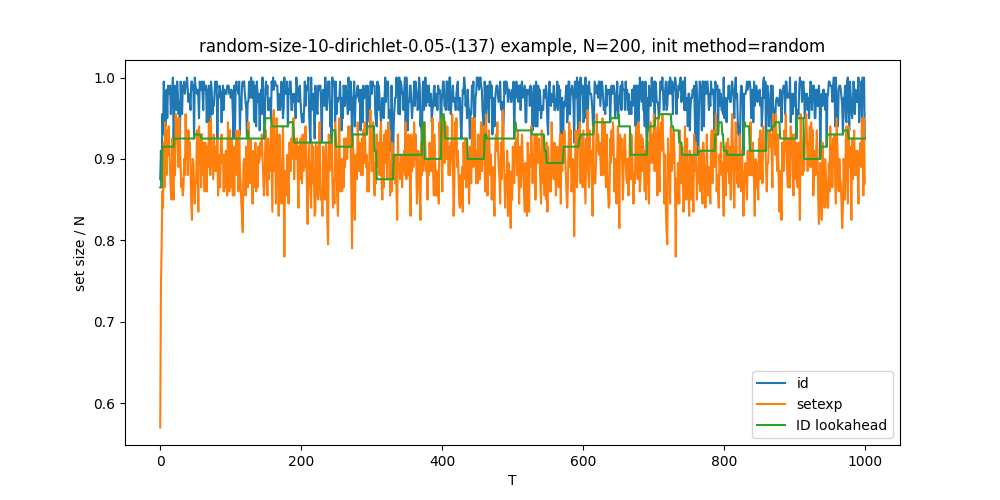 random-size-10-dirichlet-0.05-(137) example, N=200, init method=random
set size / N
1.0
0.9
0.8
0.7
0.6
0
200
400
600
800
1000
T
id
setexp
ID lookahead